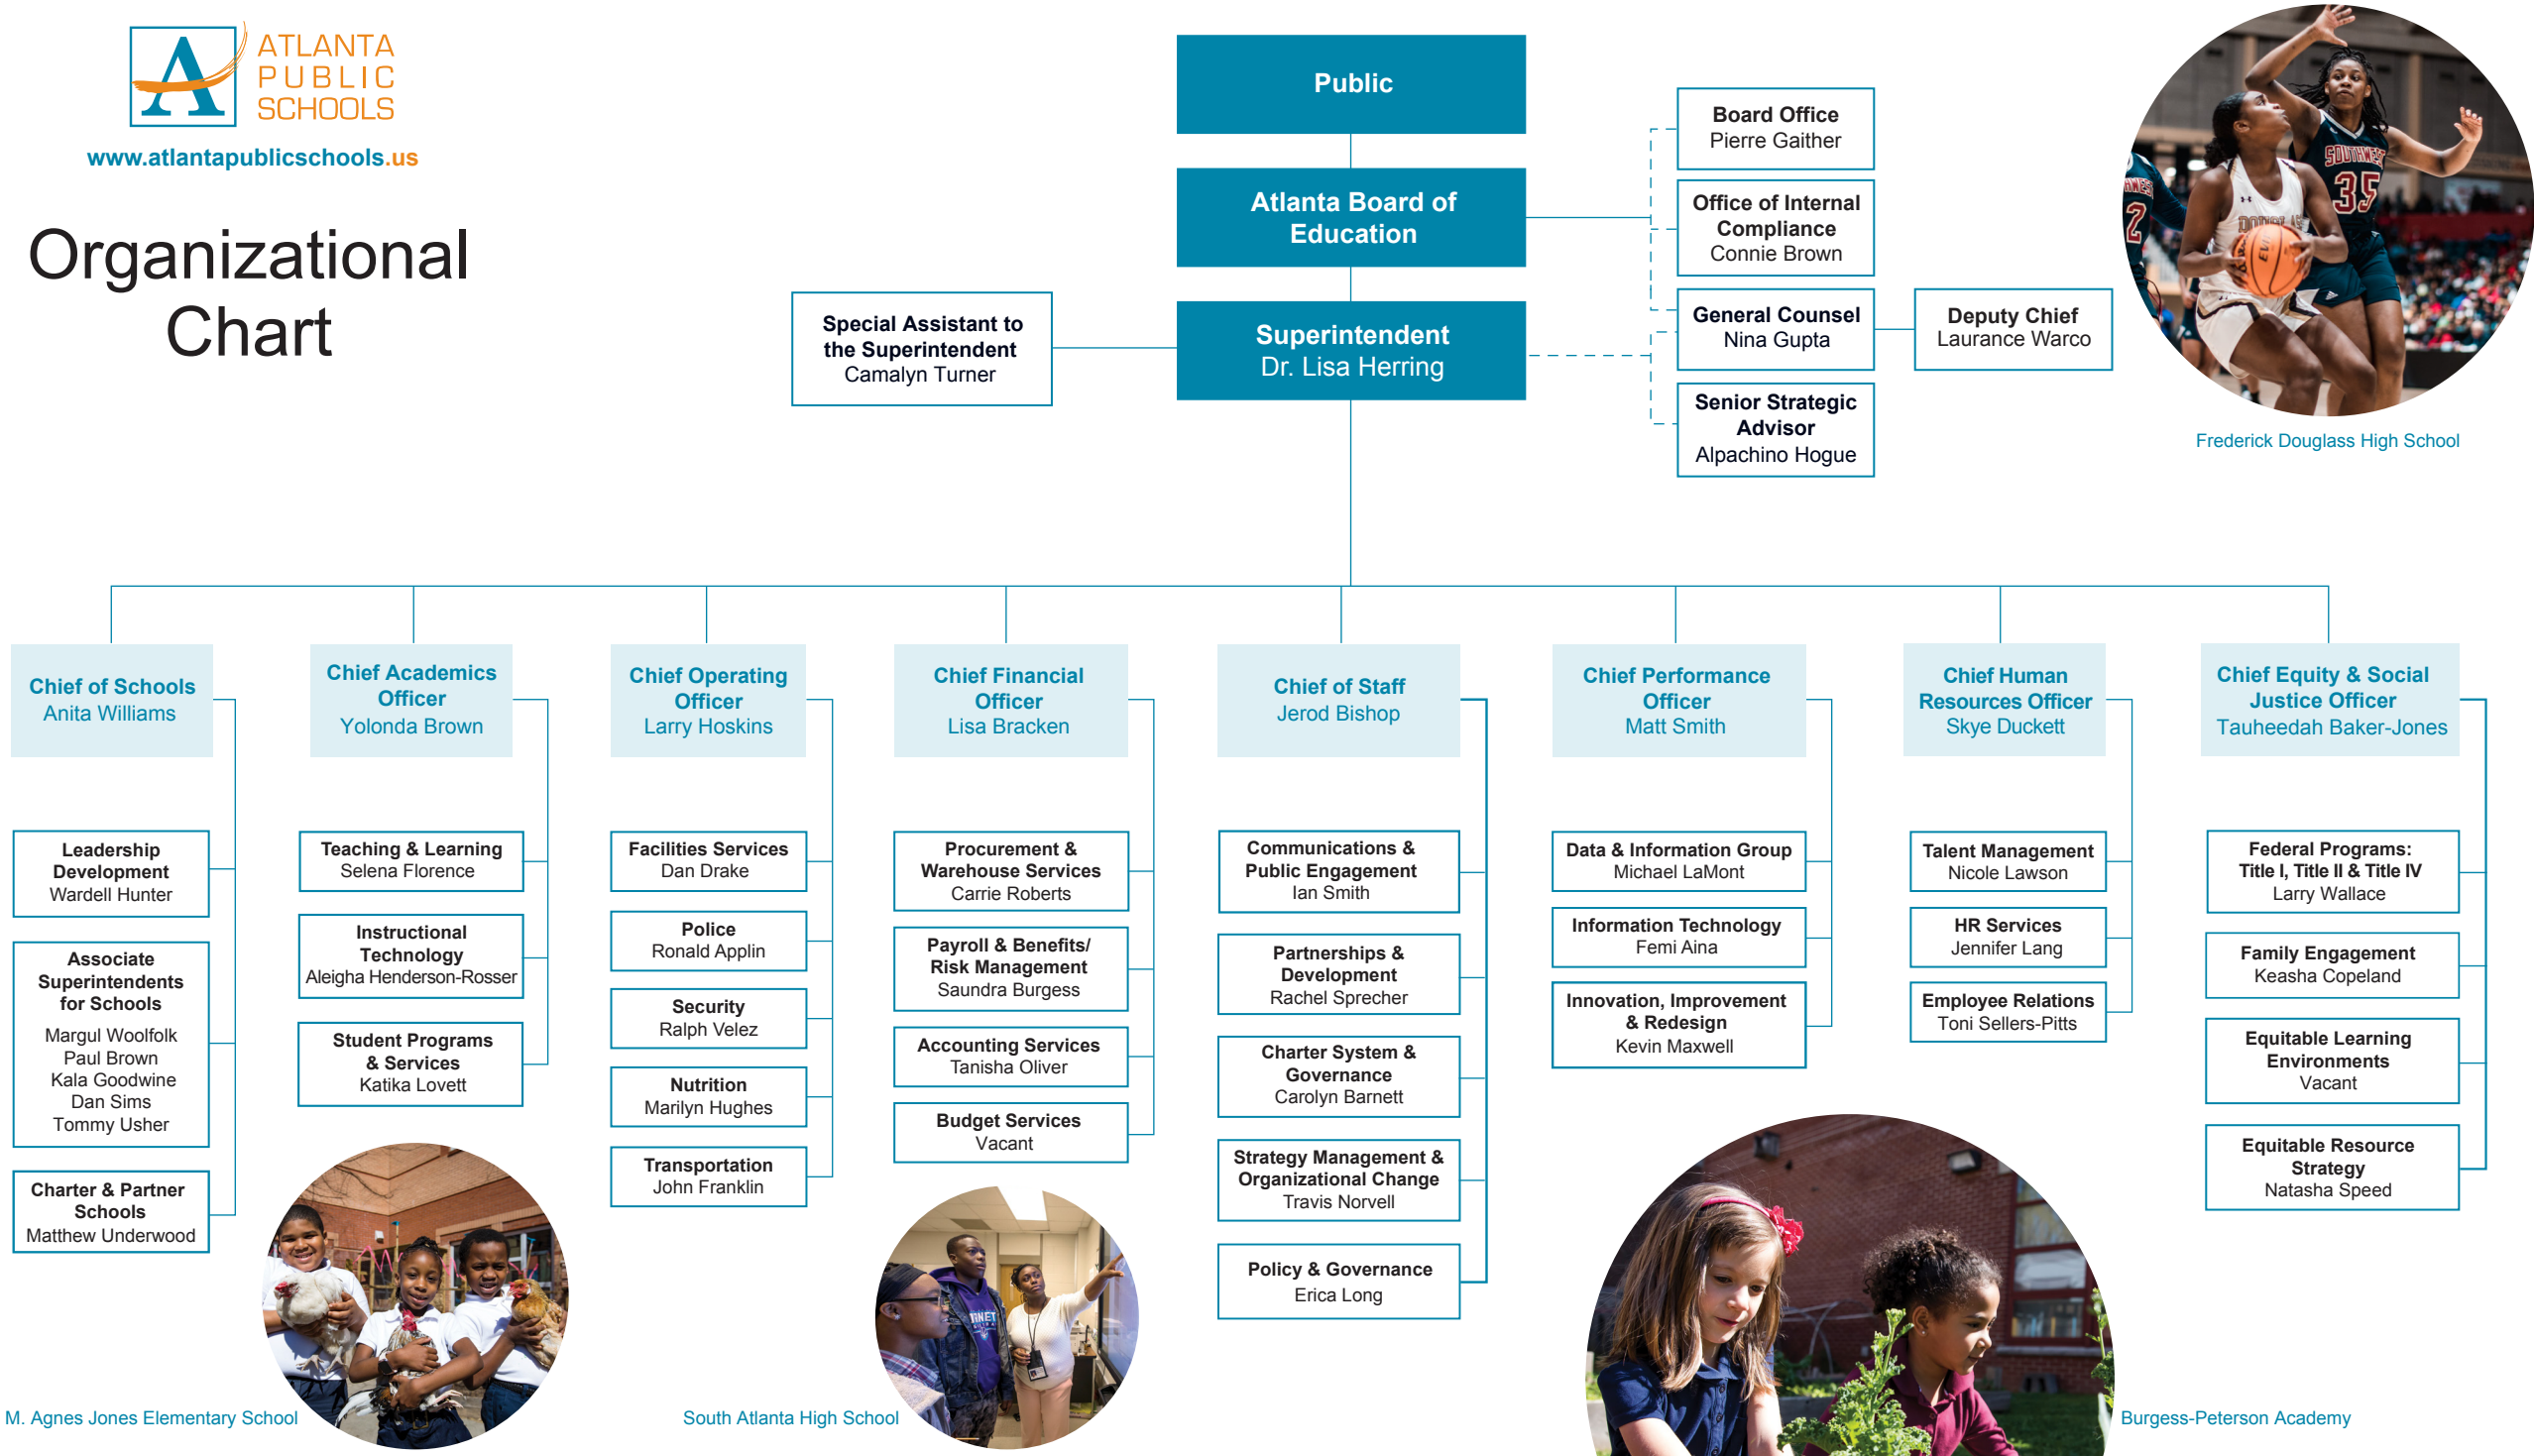 ATLANTA
PUBLIC
SCHOOLS
www.atlantapublicschools.us
Organizational
Chart
Public
Atlanta Board of
Education
Superintendent
Dr. Lisa Herring
Special Assistant to
the Superintendent
Camalyn Turner
Board Office
Pierre Gaither
Office of Internal
Compliance
Connie Brown
General Counsel
Nina Gupta
Deputy Chief
Laurance Warco
Senior Strategic
Advisor
Alpachino Hogue
SOUTHWEST
35
2
Frederick Douglass High School
Chief of Schools
Anita Williams
Leadership
Development
Wardell Hunter
Associate
Superintendents
for Schools
Margul Woolfolk
Paul Brown
Kala Goodwine
Dan Sims
Tommy Usher
Charter & Partner
Schools
Matthew Underwood
Chief Academics
Officer
Yolonda Brown
Teaching & Learning
Selena Florence
Instructional
Technology
Aleigha Henderson-Rosser
Student Programs
& Services
Katika Lovett
Chief Operating
Officer
Larry Hoskins
Facilities Services
Dan Drake
Police
Ronald Applin
Security
Ralph Velez
Nutrition
Marilyn Hughes
Transportation
John Franklin
Chief Financial
Officer
Lisa Bracken
Procurement &
Warehouse Services
Carrie Roberts
Payroll & Benefits/
Risk Management
Saundra Burgess
Accounting Services
Tanisha Oliver
Budget Services
Vacant
Chief of Staff
Jerod Bishop
Communications &
Public Engagement
Ian Smith
Partnerships &
Development
Rachel Sprecher
Charter System &
Governance
Carolyn Barnett
Strategy Management &
Organizational Change
Travis Norvell
Policy & Governance
Erica Long
Chief Performance
Officer
Matt Smith
Data & Information Group
Michael LaMont
Information Technology
Femi Aina
Innovation, Improvement
& Redesign
Kevin Maxwell
Chief Human
Resources Officer
Skye Duckett
Talent Management
Nicole Lawson
HR Services
Jennifer Lang
Employee Relations
Toni Sellers-Pitts
Chief Equity & Social
Justice Officer
Tauheedah Baker-Jones
Federal Programs:
Title I, Title II & Title IV
Larry Wallace
Family Engagement
Keasha Copeland
Equitable Learning
Environments
Vacant
Equitable Resource
Strategy
Natasha Speed
M. Agnes Jones Elementary School
South Atlanta High School
Burgess-Peterson Academy